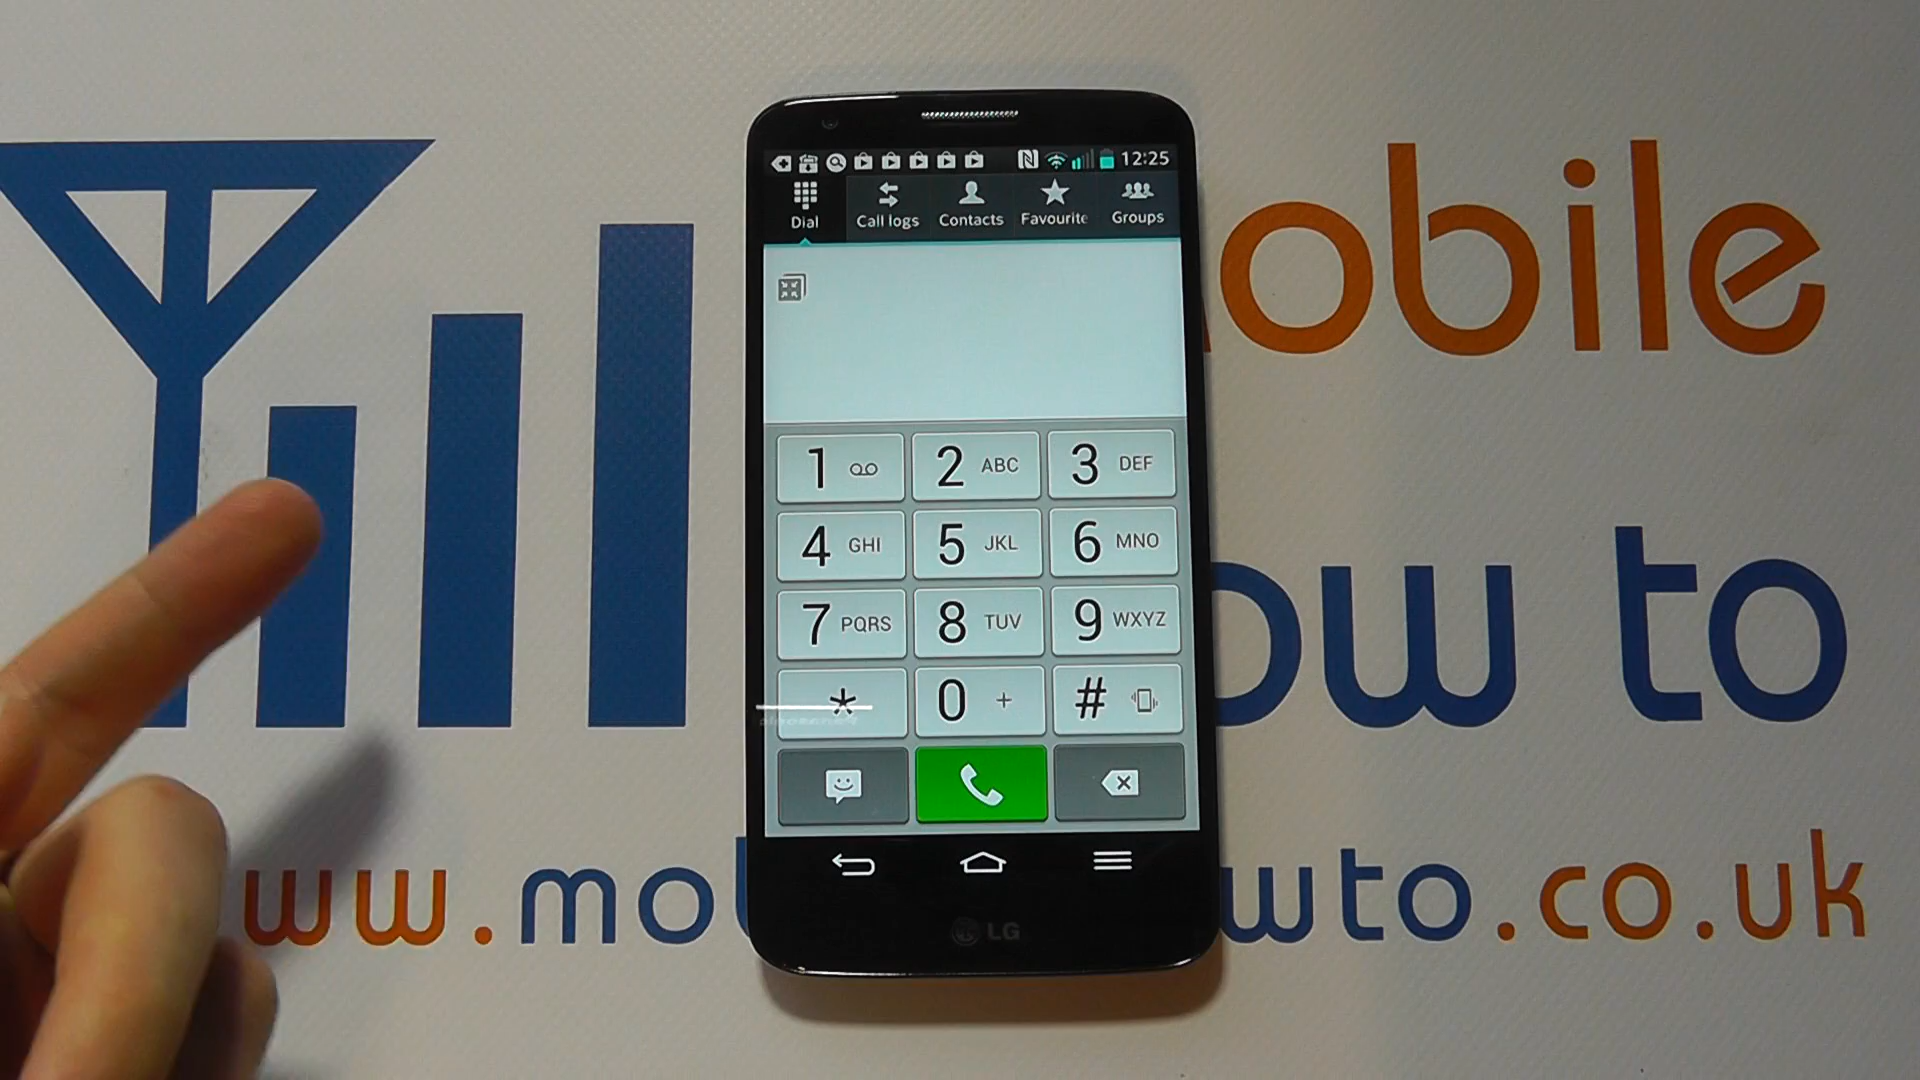 12:25
Dial Call logs Contacts Favourite Groups
obile
1 2 ABC 3 DEF
4 GHI 5 JKL 6 MNO
7 PQRS 8 TUV 9 WXYZ
ow to
* 0 + #
ww.mo wto.co.uk
LG